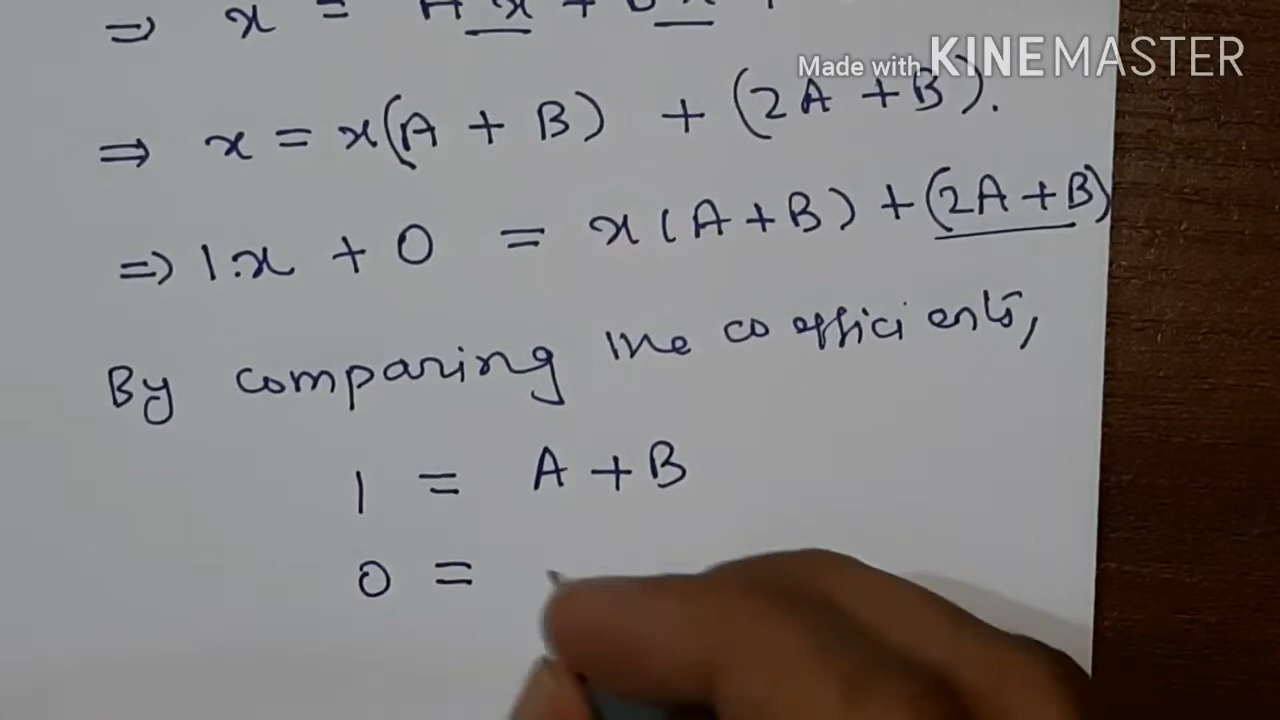 ⇒ x =
Made with KINEMASTER
⇒ x = x(A + B) + (2A + B).
⇒ 1.x + 0 = x(A+B) + (2A+B)
By comparing the coefficients,
1 = A + B
0 =